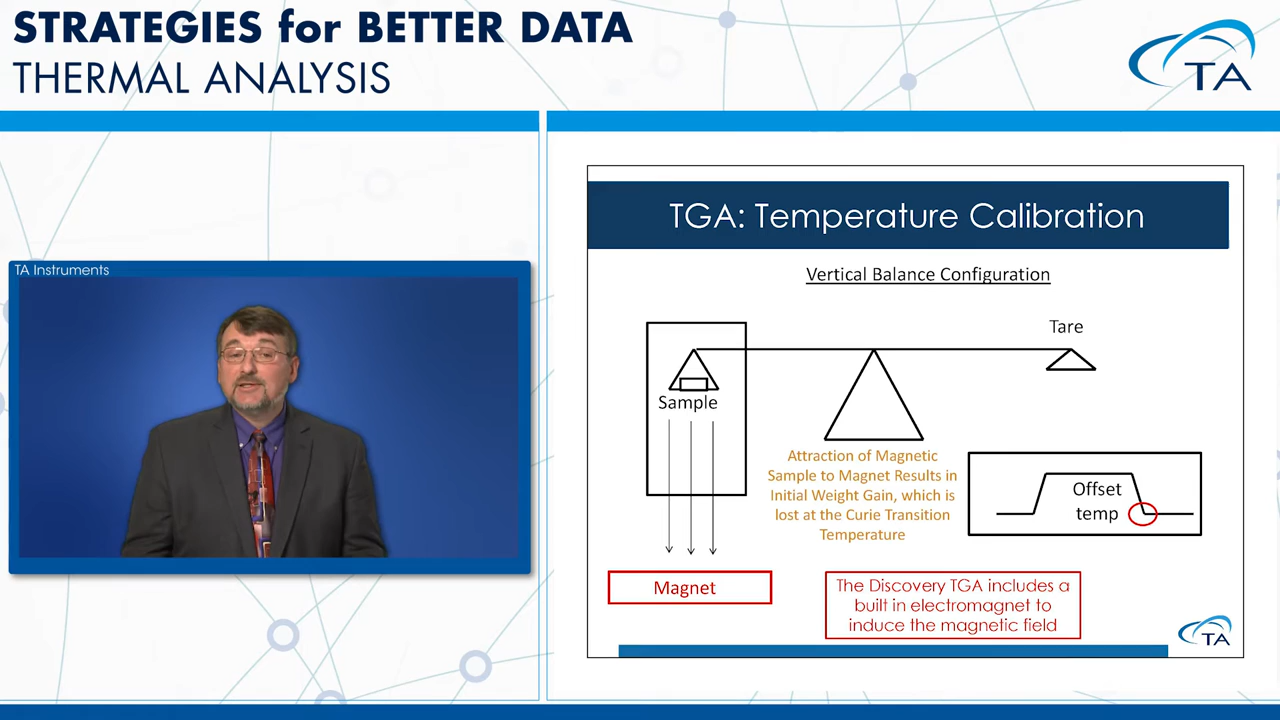 STRATEGIES for BETTER DATA
THERMAL ANALYSIS
TA
TA Instruments
TGA: Temperature Calibration
Vertical Balance Configuration
Tare
Sample
Attraction of Magnetic
Sample to Magnet Results in
Initial Weight Gain, which is
lost at the Curie Transition
Temperature
Offset
temp
Magnet
The Discovery TGA includes a
built in electromagnet to
induce the magnetic field
TA